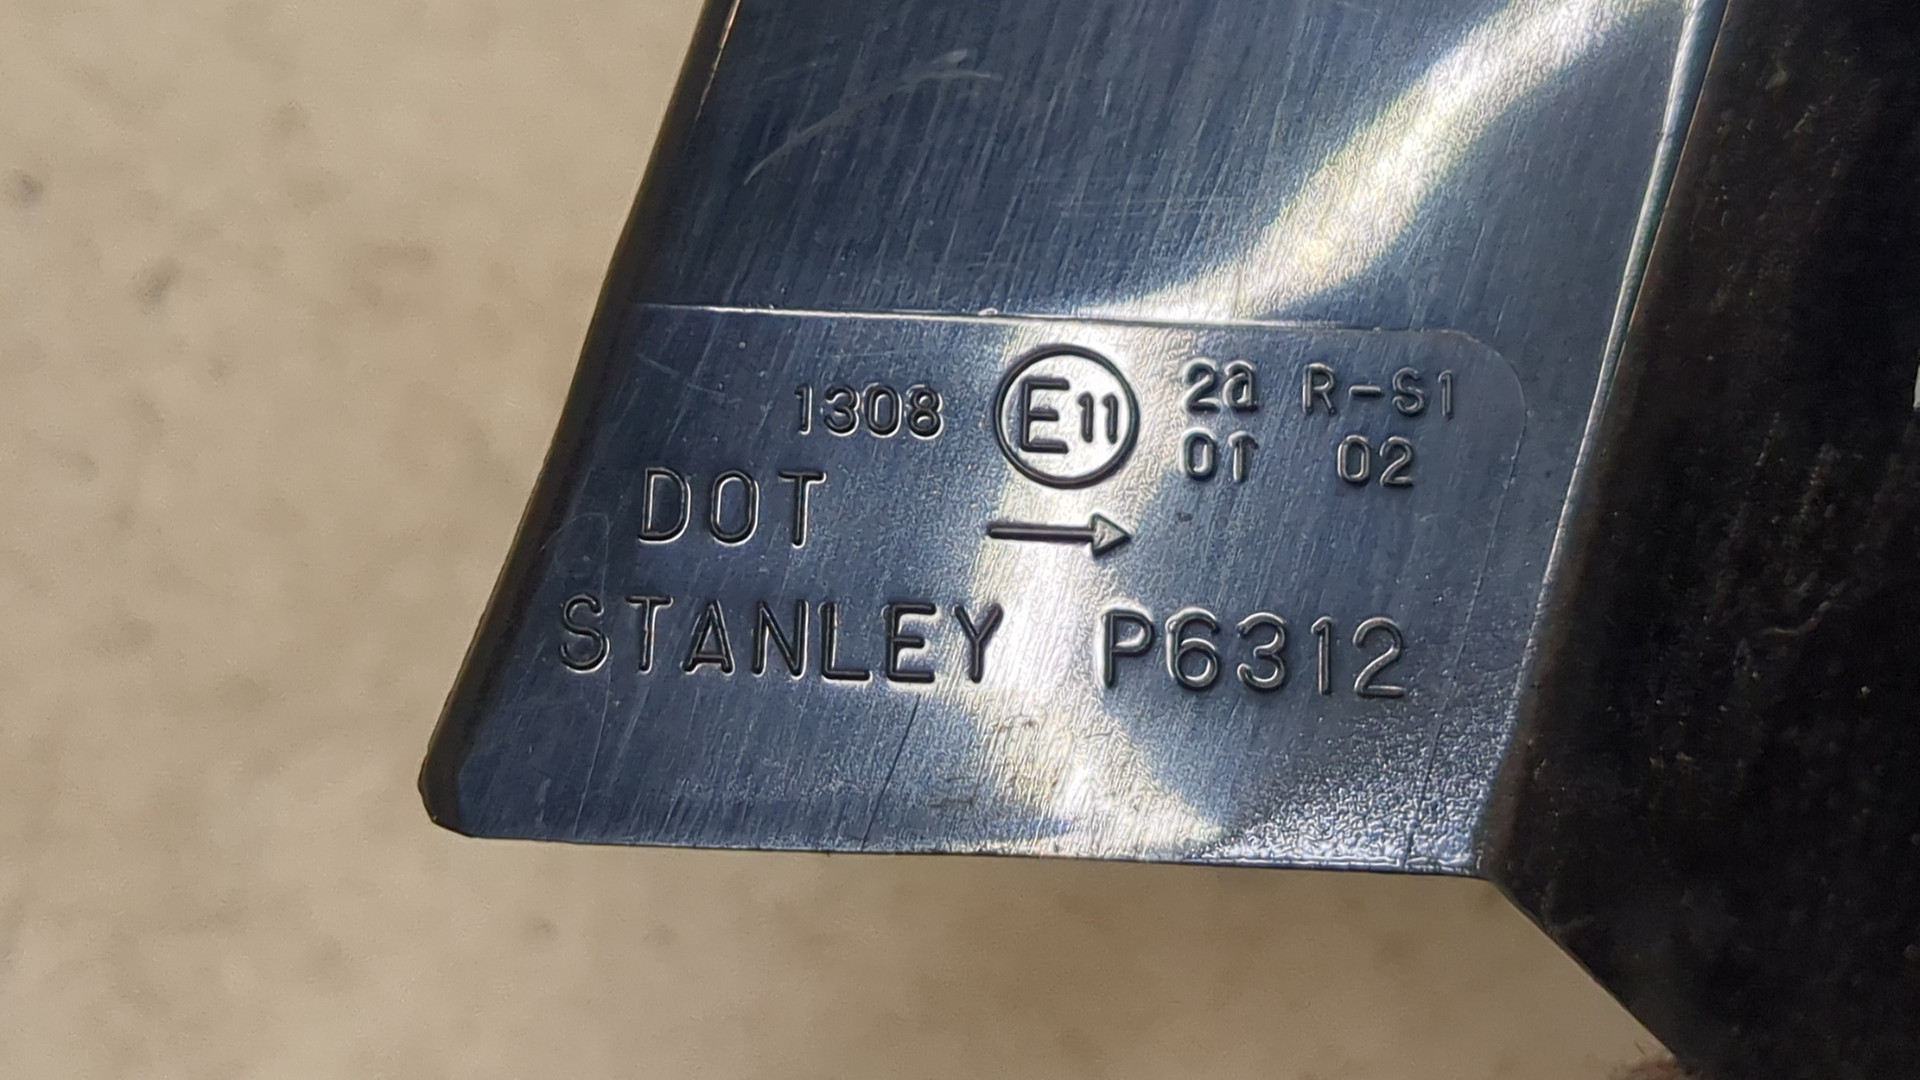 1308 E11 2a R-S1
01 02
DOT →
STANLEY P6312